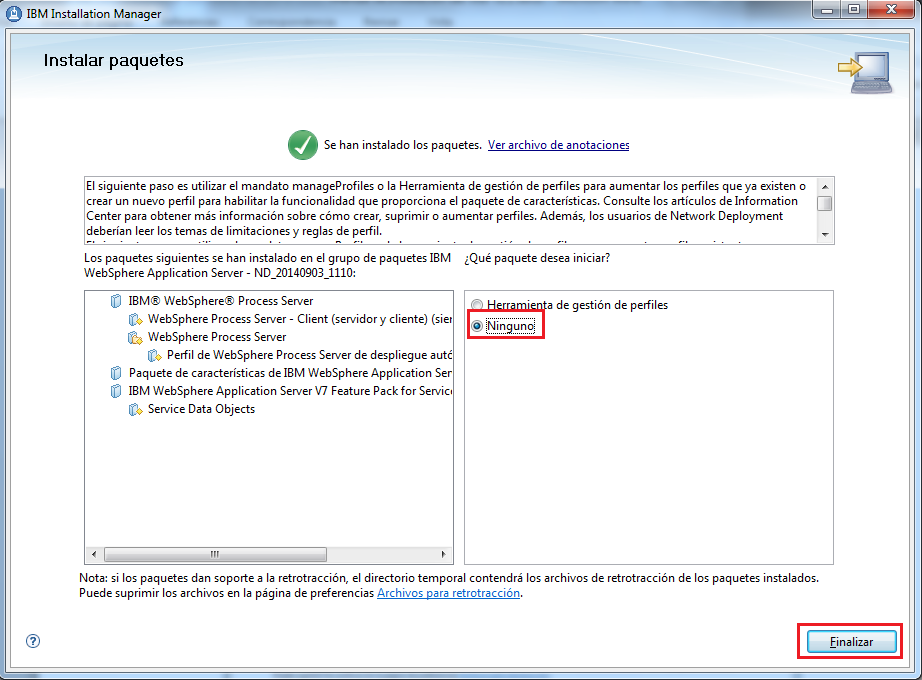 IBM Installation Manager
Instalar paquetes
Se han instalado los paquetes. Ver archivo de anotaciones
El siguiente paso es utilizar el mandato manageProfiles o la Herramienta de gestión de perfiles para aumentar los perfiles que ya existen o
crear un nuevo perfil para habilitar la funcionalidad que proporciona el paquete de características. Consulte los artículos de Information
Center para obtener más información sobre cómo crear, suprimir o aumentar perfiles. Además, los usuarios de Network Deployment
deberían leer los temas de limitaciones y reglas de perfil.
Los paquetes siguientes se han instalado en el grupo de paquetes IBM
WebSphere Application Server - ND_20140903_1110:
IBM® WebSphere® Process Server
WebSphere Process Server - Client (servidor y cliente) (sier
WebSphere Process Server
Perfil de WebSphere Process Server de despliegue autó
Paquete de características de IBM WebSphere Application Ser
IBM WebSphere Application Server V7 Feature Pack for Service
Service Data Objects
¿Qué paquete desea iniciar?
Herramienta de gestión de perfiles
Ninguno
Nota: si los paquetes dan soporte a la retrotracción, el directorio temporal contendrá los archivos de retrotracción de los paquetes instalados.
Puede suprimir los archivos en la página de preferencias Archivos para retrotracción.
?
Finalizar